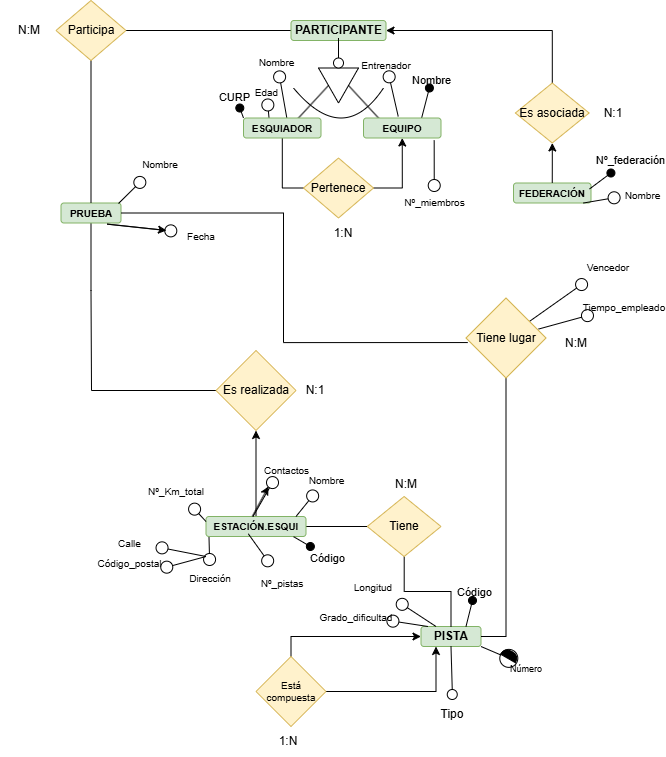 N:M
Participa
PARTICIPANTE
Nombre
Entrenador
CURP
Edad
Nombre
ESQUIADOR
EQUIPO
Es asociada
N:1
Pertenece
1:N
Nº_miembros
Nº_federación
FEDERACIÓN
Nombre
Nombre
PRUEBA
Fecha
Vencedor
Tiempo_empleado
Tiene lugar
N:M
Es realizada
N:1
Contactos
Nombre
Nº_Km_total
N:M
ESTACIÓN.ESQUI
Tiene
Calle
Código_postal
Dirección
Código
Nº_pistas
Longitud
Código
Grado_dificultad
PISTA
Número
Está
compuesta
Tipo
1:N